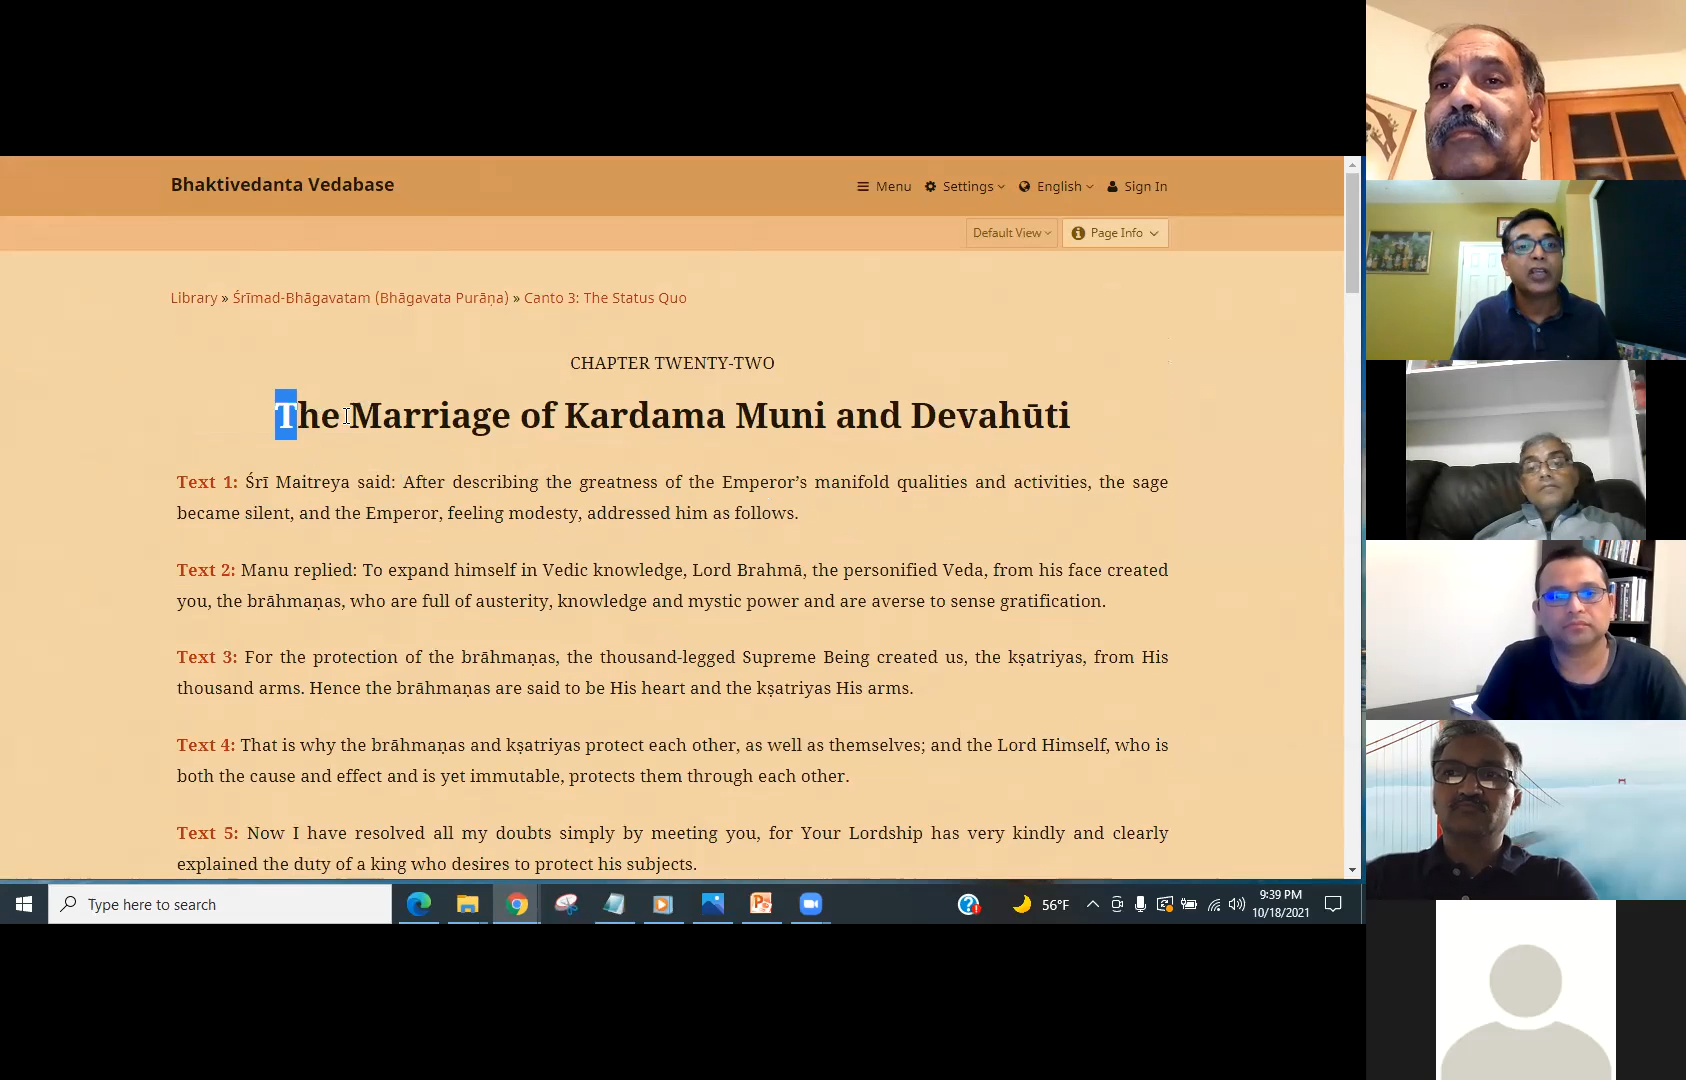 Bhaktivedanta Vedabase
Menu Settings English Sign In
Default View Page Info
Library » Śrīmad-Bhāgavatam (Bhāgavata Purāṇa) » Canto 3: The Status Quo
CHAPTER TWENTY-TWO
The Marriage of Kardama Muni and Devahūti
Text 1: Śrī Maitreya said: After describing the greatness of the Emperor’s manifold qualities and activities, the sage
became silent, and the Emperor, feeling modesty, addressed him as follows.
Text 2: Manu replied: To expand himself in Vedic knowledge, Lord Brahmā, the personified Veda, from his face created
you, the brāhmaṇas, who are full of austerity, knowledge and mystic power and are averse to sense gratification.
Text 3: For the protection of the brāhmaṇas, the thousand-legged Supreme Being created us, the kṣatriyas, from His
thousand arms. Hence the brāhmaṇas are said to be His heart and the kṣatriyas His arms.
Text 4: That is why the brāhmaṇas and kṣatriyas protect each other, as well as themselves; and the Lord Himself, who is
both the cause and effect and is yet immutable, protects them through each other.
Text 5: Now I have resolved all my doubts simply by meeting you, for Your Lordship has very kindly and clearly
explained the duty of a king who desires to protect his subjects.
Type here to search
56°F
9:39 PM
10/18/2021